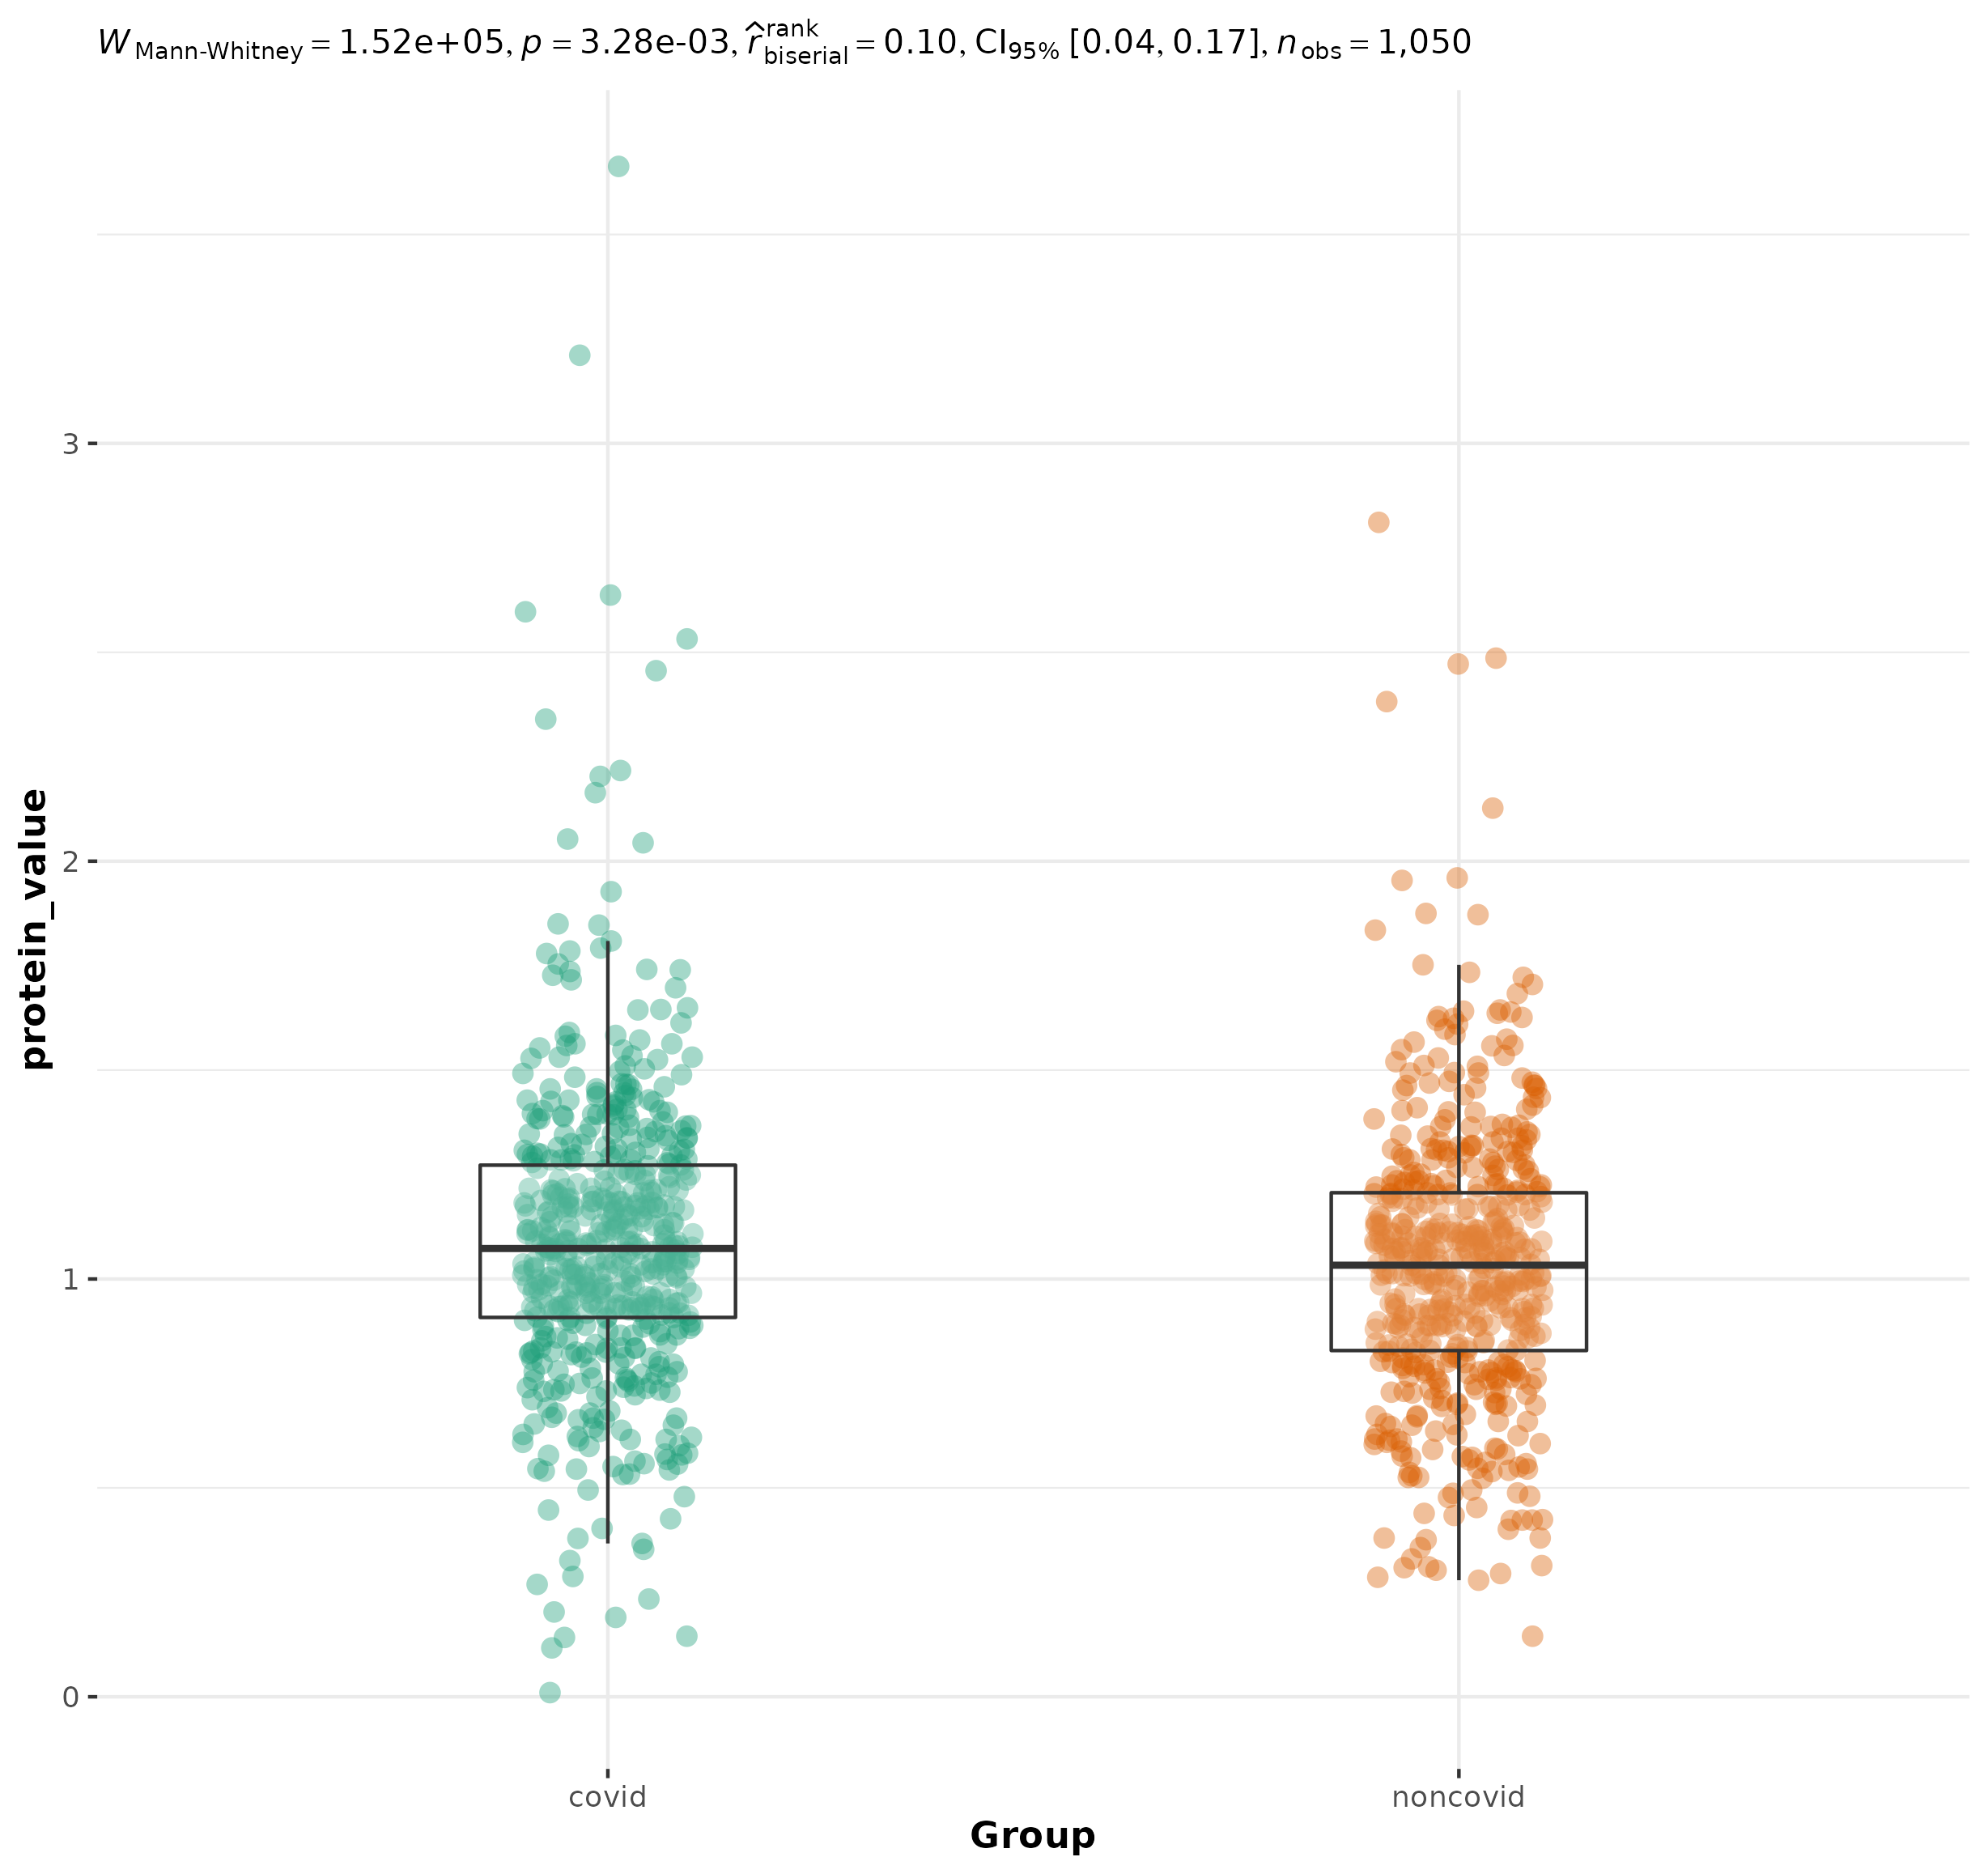 W Mann-Whitney = 1.52e+05, p = 3.28e-03, r̂ rank biserial = 0.10, CI95% [0.04, 0.17], n obs = 1,050
protein_value
3
2
1
0
covid noncovid
Group